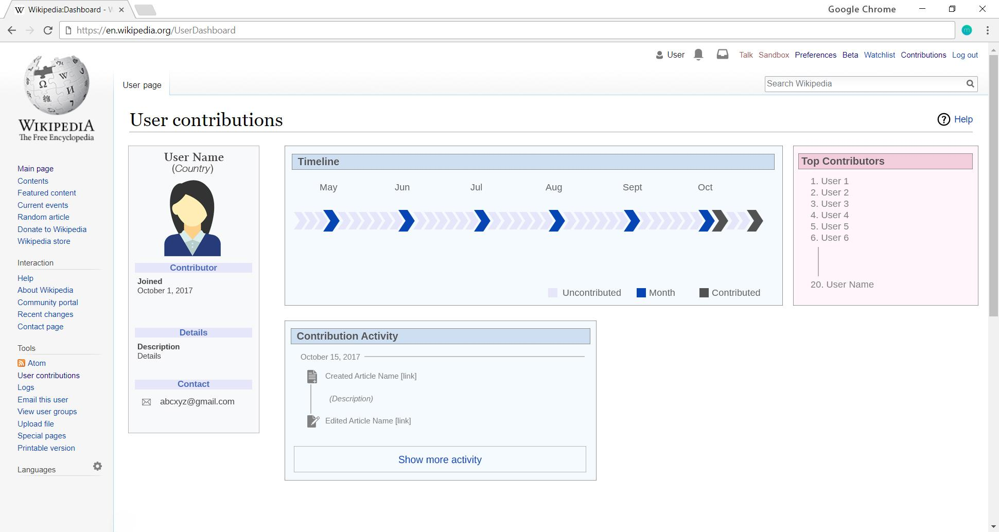 Wikipedia:Dashboard - W
Google Chrome
https://en.wikipedia.org/UserDashboard
m
User
Talk
Sandbox
Preferences
Beta
Watchlist
Contributions
Log out
User page
Search Wikipedia
WIKIPEDIA
The Free Encyclopedia
Main page
Contents
Featured content
Current events
Random article
Donate to Wikipedia
Wikipedia store
Interaction
Help
About Wikipedia
Community portal
Recent changes
Contact page
Tools
Atom
User contributions
Logs
Email this user
View user groups
Upload file
Special pages
Printable version
Languages
User contributions
Help
User Name
(Country)
Contributor
Joined
October 1, 2017
Details
Description
Details
Contact
abcxyz@gmail.com
Timeline
May
Jun
Jul
Aug
Sept
Oct
Uncontributed
Month
Contributed
Top Contributors
1. User 1
2. User 2
3. User 3
4. User 4
5. User 5
6. User 6
20. User Name
Contribution Activity
October 15, 2017
Created Article Name [link]
(Description)
Edited Article Name [link]
Show more activity